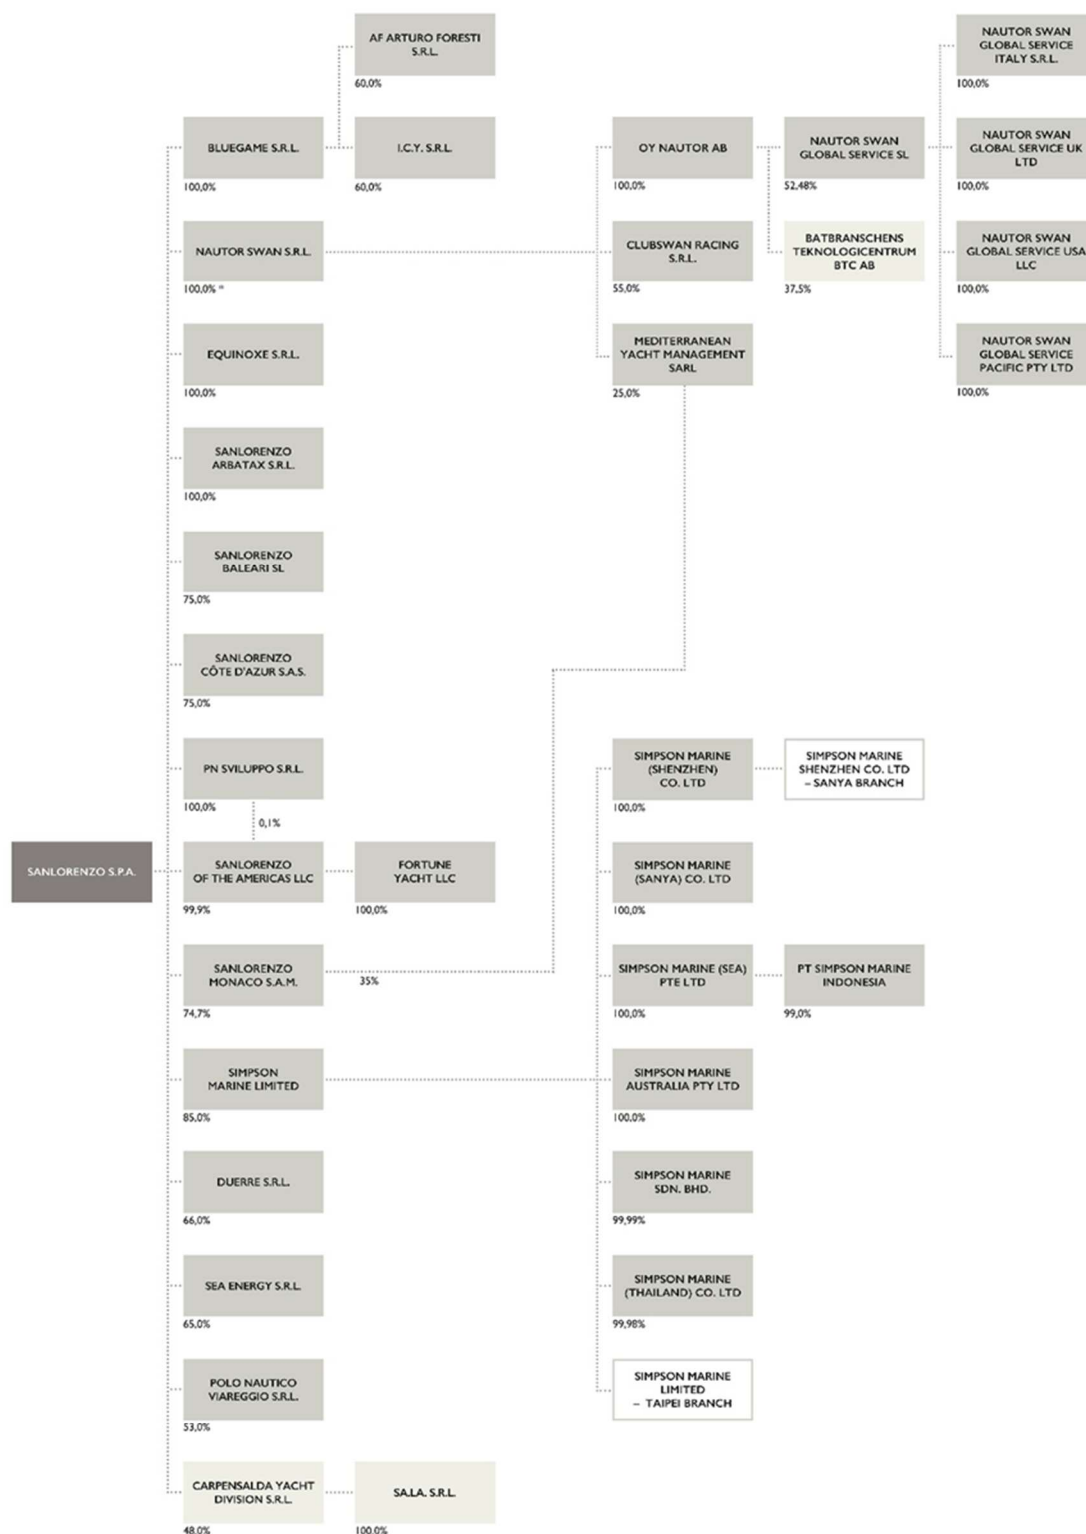 AF ARTURO FORESTI
S.R.L.
60,0%
NAUTOR SWAN
GLOBAL SERVICE
ITALY S.R.L.
100,0%
BLUEGAME S.R.L.
100,0%
I.C.Y. S.R.L.
60,0%
OY NAUTOR AB
100,0%
NAUTOR SWAN
GLOBAL SERVICE SL
52,48%
NAUTOR SWAN
GLOBAL SERVICE UK
LTD
100,0%
NAUTOR SWAN S.R.L.
100,0% *
CLUBSWAN RACING
S.R.L.
55,0%
BATBRANSCHENS
TEKNOLOGICENTRUM
BTC AB
37,5%
NAUTOR SWAN
GLOBAL SERVICE USA
LLC
100,0%
EQUINOXE S.R.L.
100,0%
MEDITERRANEAN
YACHT MANAGEMENT
SARL
25,0%
NAUTOR SWAN
GLOBAL SERVICE
PACIFIC PTY LTD
100,0%
SANLORENZO
ARBATAX S.R.L.
100,0%
SANLORENZO
BALEARI SL
75,0%
SANLORENZO
CÔTE D'AZUR S.A.S.
75,0%
PN SVILUPPO S.R.L.
100,0%
0,1%
SIMPSON MARINE
(SHENZHEN)
CO. LTD
100,0%
SIMPSON MARINE
SHENZHEN CO. LTD
– SANYA BRANCH
SANLORENZO S.P.A.
SANLORENZO
OF THE AMERICAS LLC
99,9%
FORTUNE
YACHT LLC
100,0%
SIMPSON MARINE
(SANYA) CO. LTD
100,0%
SANLORENZO
MONACO S.A.M.
74,7%
35%
SIMPSON MARINE (SEA)
PTE LTD
100,0%
PT SIMPSON MARINE
INDONESIA
99,0%
SIMPSON
MARINE LIMITED
85,0%
SIMPSON MARINE
AUSTRALIA PTY LTD
100,0%
DUERRE S.R.L.
66,0%
SIMPSON MARINE
SDN. BHD.
99,99%
SEA ENERGY S.R.L.
65,0%
SIMPSON MARINE
(THAILAND) CO. LTD
99,98%
POLO NAUTICO
VIAREGGIO S.R.L.
53,0%
SIMPSON MARINE
LIMITED
– TAIPEI BRANCH
CARPENSALDA YACHT
DIVISION S.R.L.
48,0%
SA.LA. S.R.L.
100,0%